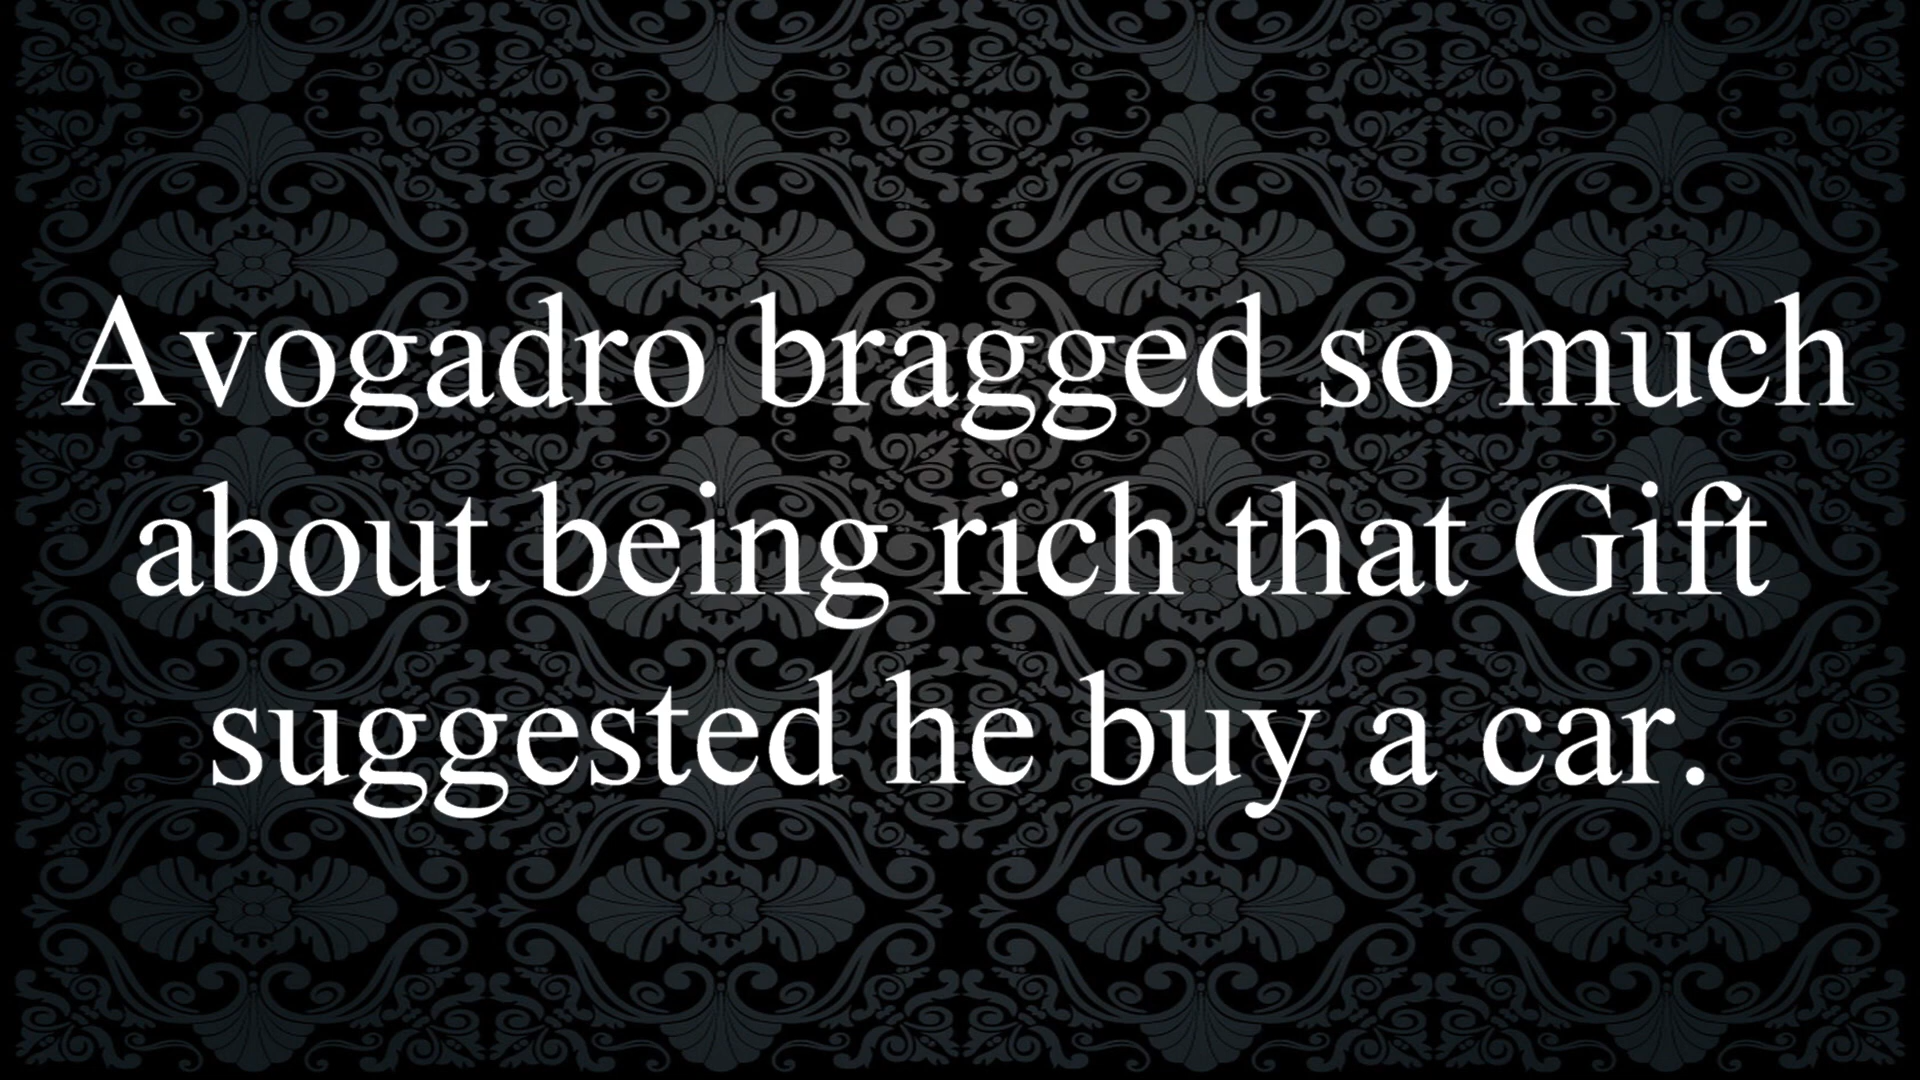 Avogadro bragged so much
about being rich that Gift
suggested he buy a car.